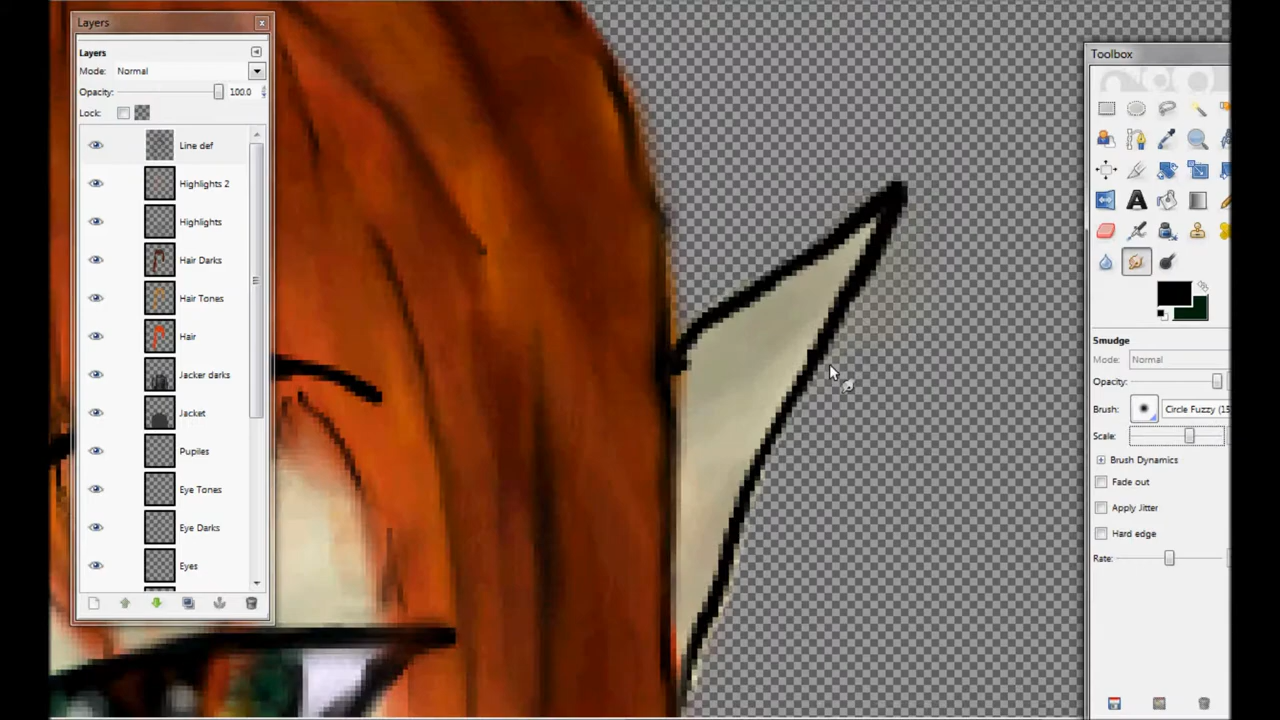 Layers
Layers
Mode: Normal
Opacity: 100.0
Lock:
Line def
Highlights 2
Highlights
Hair Darks
Hair Tones
Hair
Jacker darks
Jacket
Pupiles
Eye Tones
Eye Darks
Eyes
Toolbox
Smudge
Mode: Normal
Opacity:
Brush: Circle Fuzzy (15
Scale:
Brush Dynamics
Fade out
Apply Jitter
Hard edge
Rate: